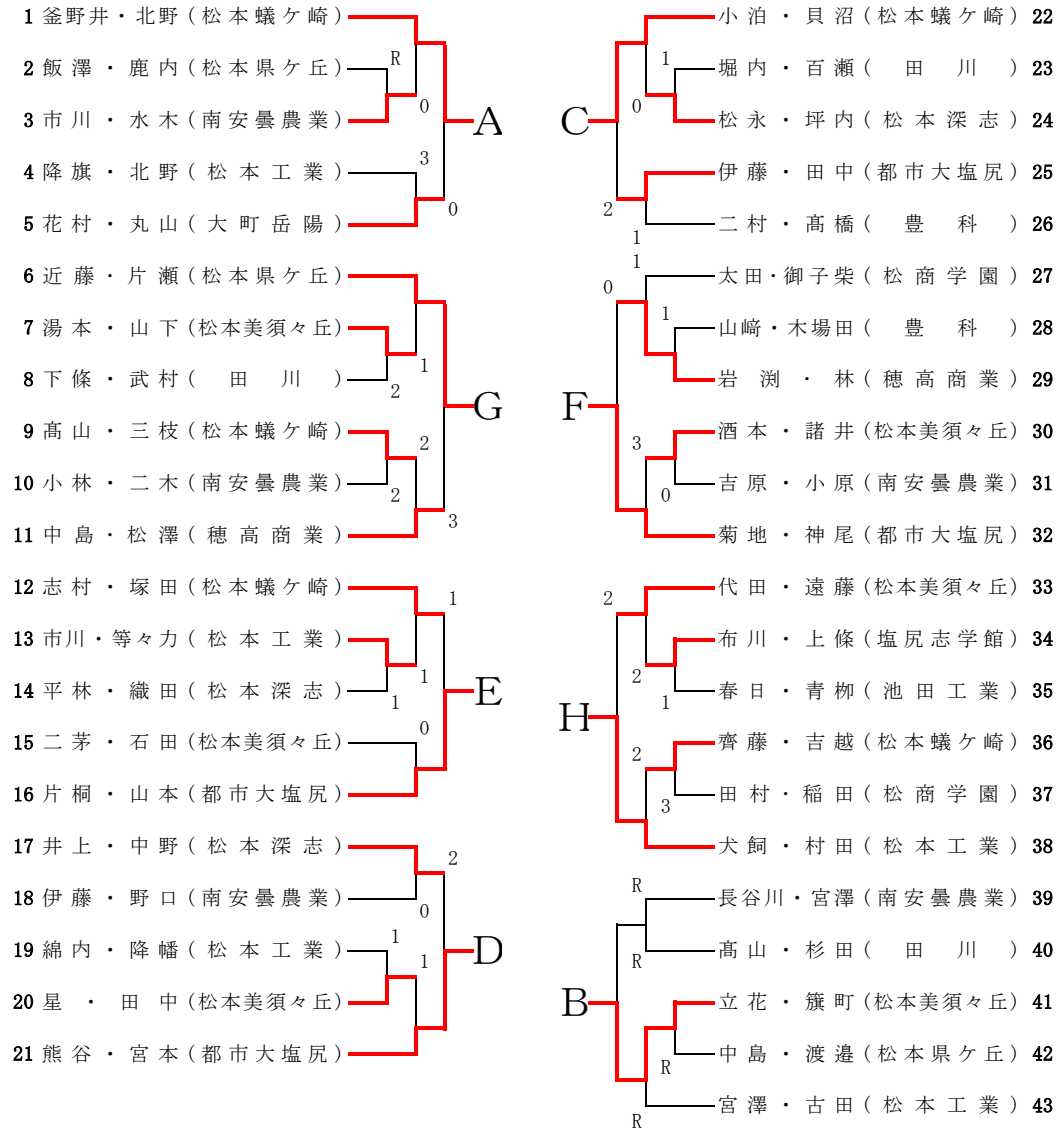 1 釜野井・北野(松本蟻ケ崎)
2 飯澤・鹿内(松本県ケ丘)
R
0
3 市川・水木(南安曇農業)
A
3
4 降旗・北野(松本工業)
0
5 花村・丸山(大町岳陽)
6 近藤・片瀬(松本県ケ丘)
7 湯本・山下(松本美須々丘)
1
8 下條・武村(田川)
2
G
9 髙山・三枝(松本蟻ケ崎)
2
10 小林・二木(南安曇農業)
2
3
11 中島・松澤(穂高商業)
12 志村・塚田(松本蟻ケ崎)
1
13 市川・等々力(松本工業)
1
14 平林・織田(松本深志)
1
E
0
15 二茅・石田(松本美須々丘)
16 片桐・山本(都市大塩尻)
17 井上・中野(松本深志)
2
18 伊藤・野口(南安曇農業)
0
19 綿内・降幡(松本工業)
1
1
D
20 星・田中(松本美須々丘)
21 熊谷・宮本(都市大塩尻)
小泊・貝沼(松本蟻ケ崎) 22
1
堀内・百瀬(田川) 23
0
C
松永・坪内(松本深志) 24
伊藤・田中(都市大塩尻) 25
2
二村・髙橋(豊科) 26
1
1
太田・御子柴(松商学園) 27
0
1
山﨑・木場田(豊科) 28
岩渕・林(穂高商業) 29
F
酒本・諸井(松本美須々丘) 30
3
吉原・小原(南安曇農業) 31
0
菊地・神尾(都市大塩尻) 32
代田・遠藤(松本美須々丘) 33
2
布川・上條(塩尻志学館) 34
2
春日・青栁(池田工業) 35
1
H
齊藤・吉越(松本蟻ケ崎) 36
2
田村・稲田(松商学園) 37
3
犬飼・村田(松本工業) 38
R
長谷川・宮澤(南安曇農業) 39
髙山・杉田(田川) 40
R
B
立花・籏町(松本美須々丘) 41
中島・渡邉(松本県ケ丘) 42
R
宮澤・古田(松本工業) 43
R